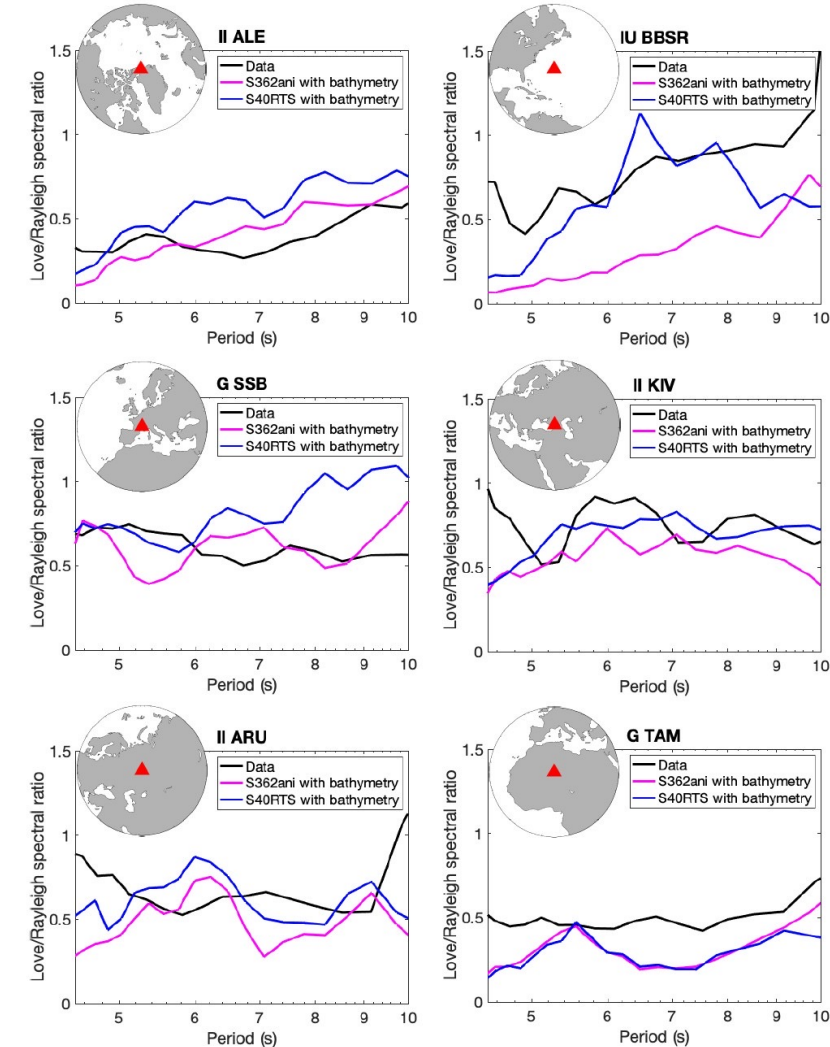 II ALE
1.5
1
0.5
0
Love/Rayleigh spectral ratio
Data
S362ani with bathymetry
S40RTS with bathymetry
5 6 7 8 9 10
Period (s)
IU BBSR
1.5
1
0.5
0
Love/Rayleigh spectral ratio
Data
S362ani with bathymetry
S40RTS with bathymetry
5 6 7 8 9 10
Period (s)
G SSB
1.5
1
0.5
0
Love/Rayleigh spectral ratio
Data
S362ani with bathymetry
S40RTS with bathymetry
5 6 7 8 9 10
Period (s)
II KIV
1.5
1
0.5
0
Love/Rayleigh spectral ratio
Data
S362ani with bathymetry
S40RTS with bathymetry
5 6 7 8 9 10
Period (s)
II ARU
1.5
1
0.5
0
Love/Rayleigh spectral ratio
Data
S362ani with bathymetry
S40RTS with bathymetry
5 6 7 8 9 10
Period (s)
G TAM
1.5
1
0.5
0
Love/Rayleigh spectral ratio
Data
S362ani with bathymetry
S40RTS with bathymetry
5 6 7 8 9 10
Period (s)